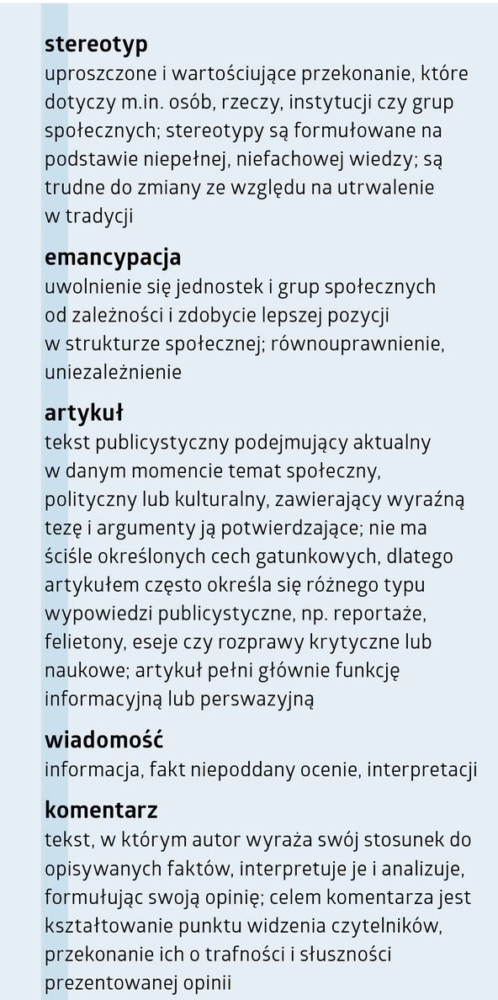 stereotyp
uproszczone i wartościujące przekonanie, które
dotyczy m.in. osób, rzeczy, instytucji czy grup
społecznych; stereotypy są formułowane na
podstawie niepełnej, niefachowej wiedzy; są
trudne do zmiany ze względu na utrwalenie
w tradycji
emancypacja
uwolnienie się jednostek i grup społecznych
od zależności i zdobycie lepszej pozycji
w strukturze społecznej; równouprawnienie,
uniezależnienie
artykuł
tekst publicystyczny podejmujący aktualny
w danym momencie temat społeczny,
polityczny lub kulturalny, zawierający wyraźną
tezę i argumenty ją potwierdzające; nie ma
ściśle określonych cech gatunkowych, dlatego
artykułem często określa się różnego typu
wypowiedzi publicystyczne, np. reportaże,
felietony, eseje czy rozprawy krytyczne lub
naukowe; artykuł pełni głównie funkcję
informacyjną lub perswazyjną
wiadomość
informacja, fakt niepoddany ocenie, interpretacji
komentarz
tekst, w którym autor wyraża swój stosunek do
opisywanych faktów, interpretuje je i analizuje,
formułując swoją opinię; celem komentarza jest
kształtowanie punktu widzenia czytelników,
przekonanie ich o trafności i słuszności
prezentowanej opinii